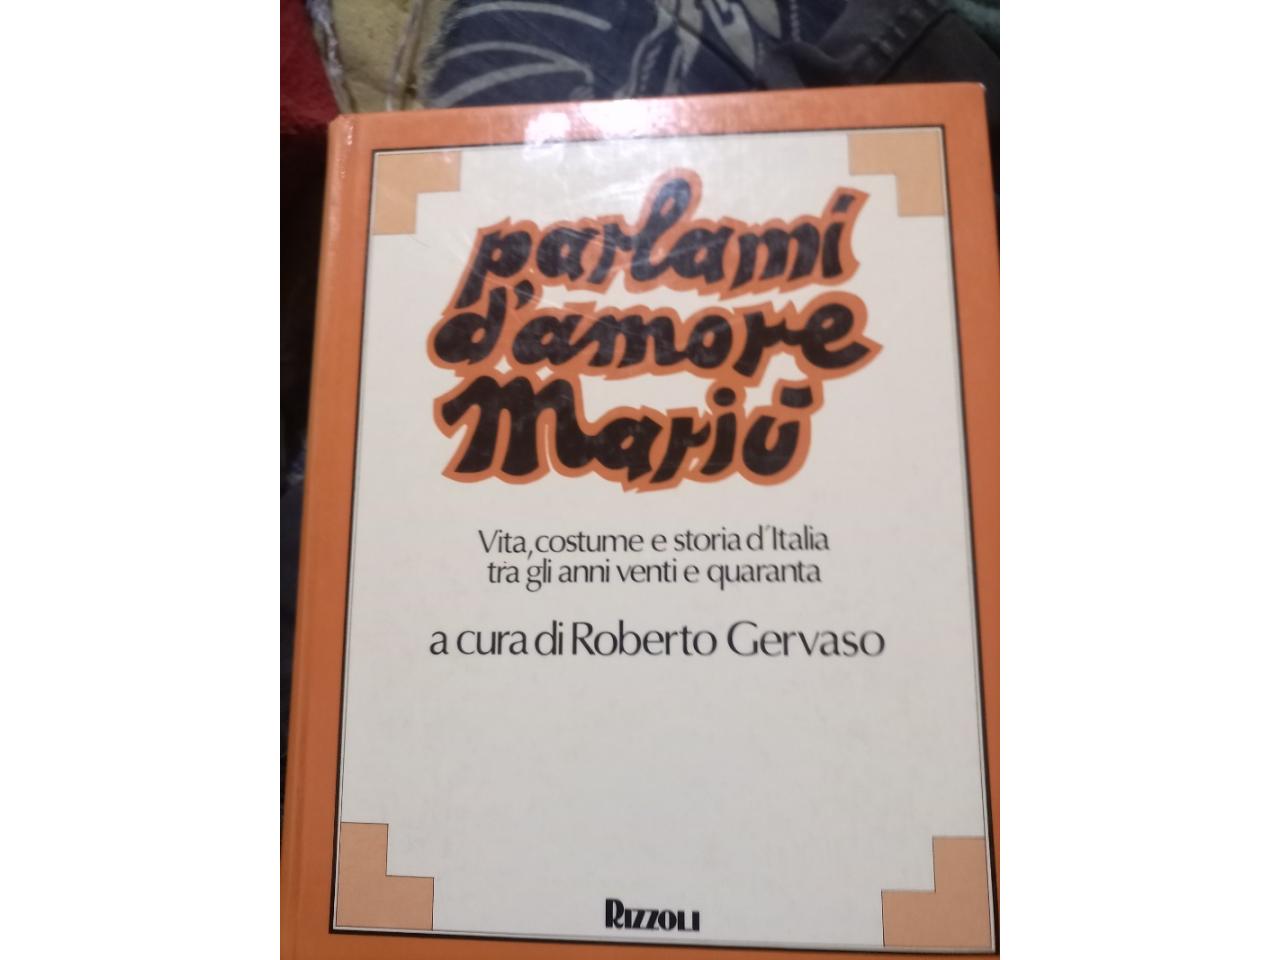 parlami
d'amore
Mariù
Vita, costume e storia d'Italia
tra gli anni venti e quaranta
a cura di Roberto Gervaso
RIZZOLI